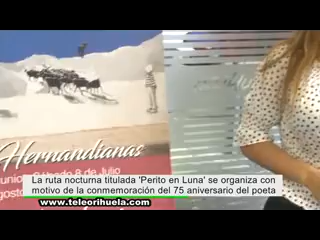 Hernandianas
Sábado 8 de Julio
La ruta nocturna titulada 'Perito en Luna' se organiza con
motivo de la conmemoración del 75 aniversario del poeta
www.teleorihuela.com